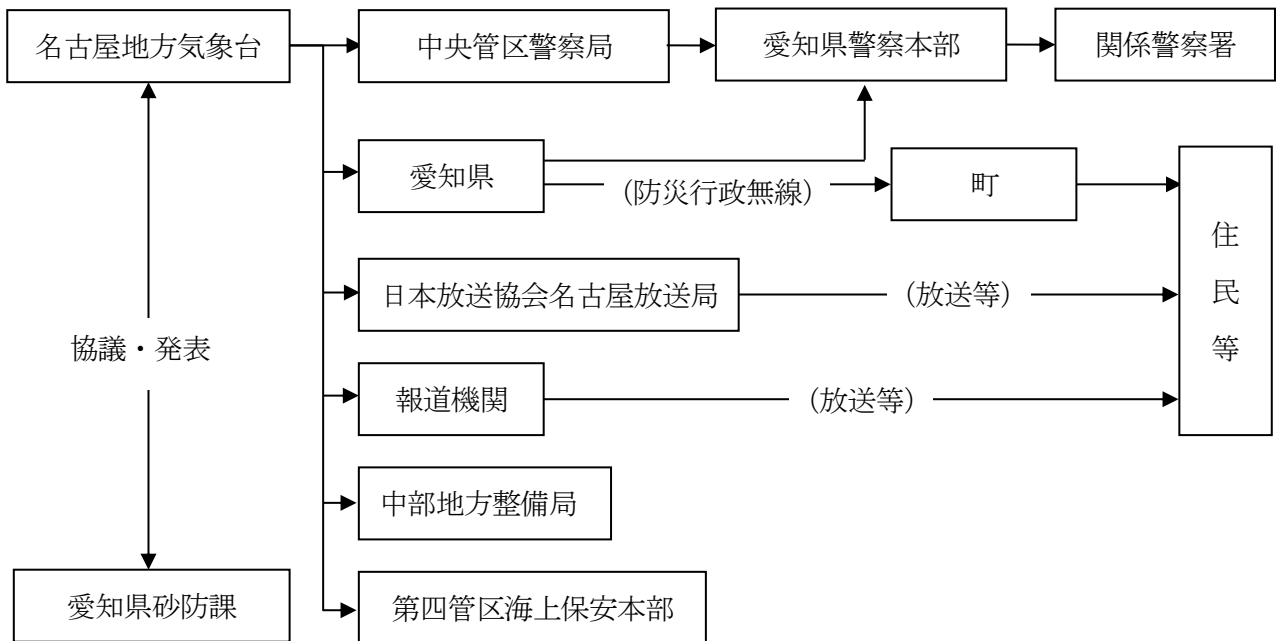 名古屋地方気象台
中央管区警察局
愛知県警察本部
関係警察署
愛知県
(防災行政無線)
町
住民等
日本放送協会名古屋放送局
(放送等)
協議・発表
報道機関
(放送等)
中部地方整備局
愛知県砂防課
第四管区海上保安本部